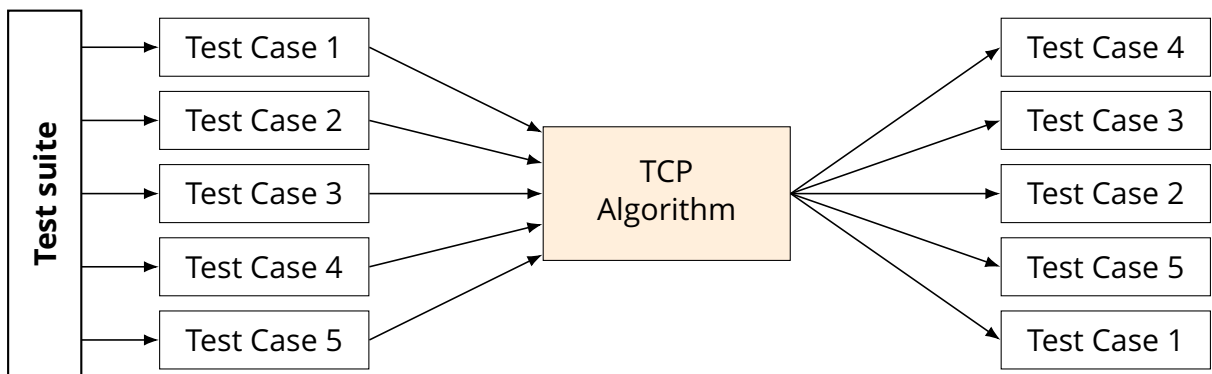 Test suite
Test Case 1
Test Case 2
Test Case 3
Test Case 4
Test Case 5
TCP
Algorithm
Test Case 4
Test Case 3
Test Case 2
Test Case 5
Test Case 1